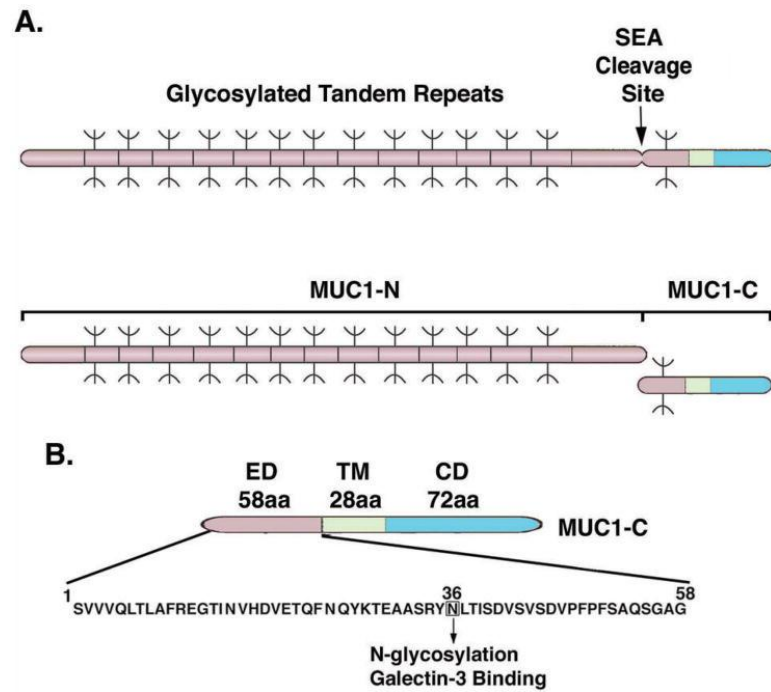 A.
SEA
Cleavage
Site
Glycosylated Tandem Repeats
MUC1-N
MUC1-C
B.
ED
58aa
TM
28aa
CD
72aa
MUC1-C
1
36
58
SVVVQLTLAFREGTINVHDVETQFNQYKTEAASRYNLTISDVSVSDVPFPFSAQSGAG
N-glycosylation
Galectin-3 Binding